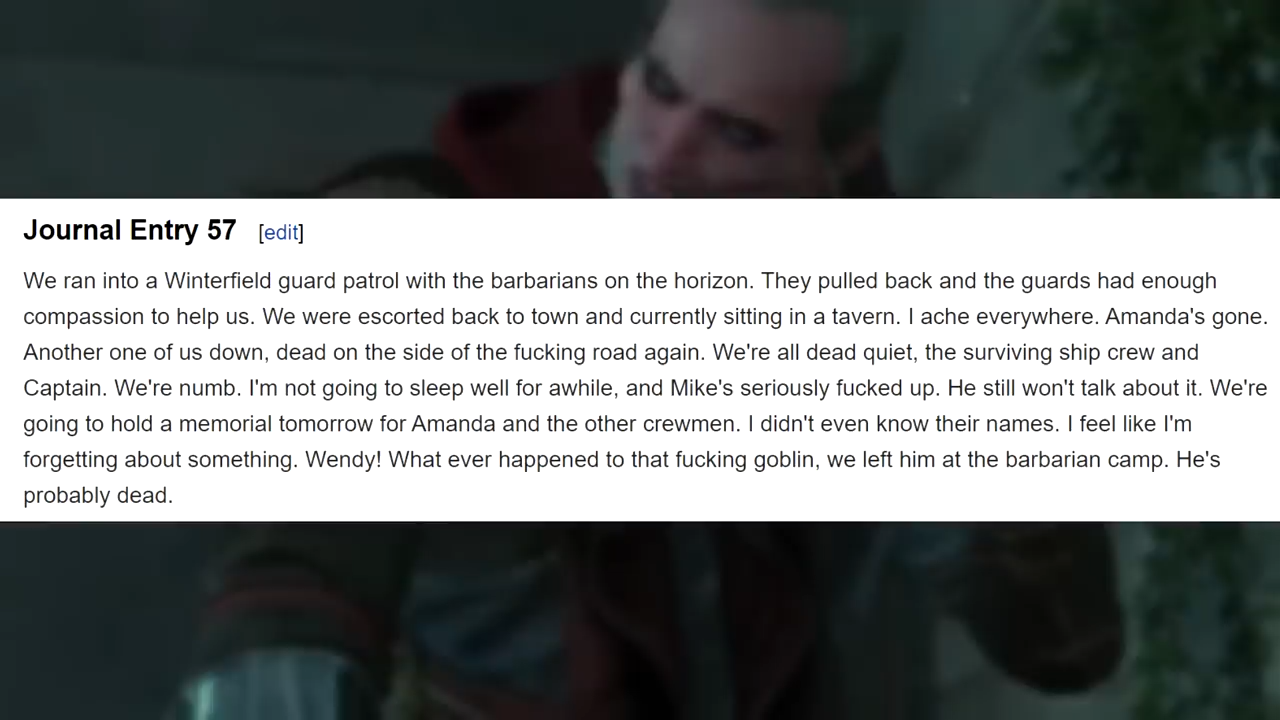 Journal Entry 57 [edit]
We ran into a Winterfield guard patrol with the barbarians on the horizon. They pulled back and the guards had enough
compassion to help us. We were escorted back to town and currently sitting in a tavern. I ache everywhere. Amanda's gone.
Another one of us down, dead on the side of the fucking road again. We're all dead quiet, the surviving ship crew and
Captain. We're numb. I'm not going to sleep well for awhile, and Mike's seriously fucked up. He still won't talk about it. We're
going to hold a memorial tomorrow for Amanda and the other crewmen. I didn't even know their names. I feel like I'm
forgetting about something. Wendy! What ever happened to that fucking goblin, we left him at the barbarian camp. He's
probably dead.